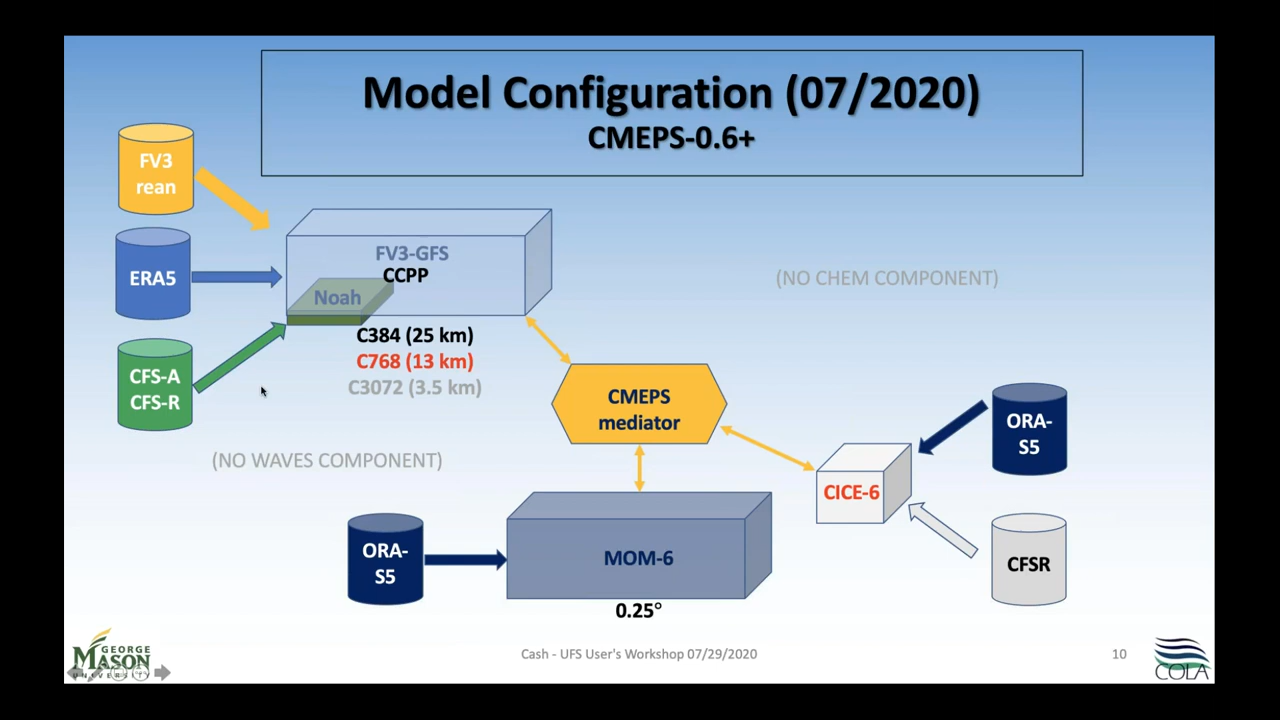 Model Configuration (07/2020)
CMEPS-0.6+
FV3
rean
ERA5
CFS-A
CFS-R
FV3-GFS
CCPP
Noah
C384 (25 km)
C768 (13 km)
C3072 (3.5 km)
(NO CHEM COMPONENT)
CMEPS
mediator
(NO WAVES COMPONENT)
CICE-6
ORA-
S5
CFSR
ORA-
S5
MOM-6
0.25°
GEORGE
MASON
UNIVERSITY
Cash - UFS User's Workshop 07/29/2020
10
COLA